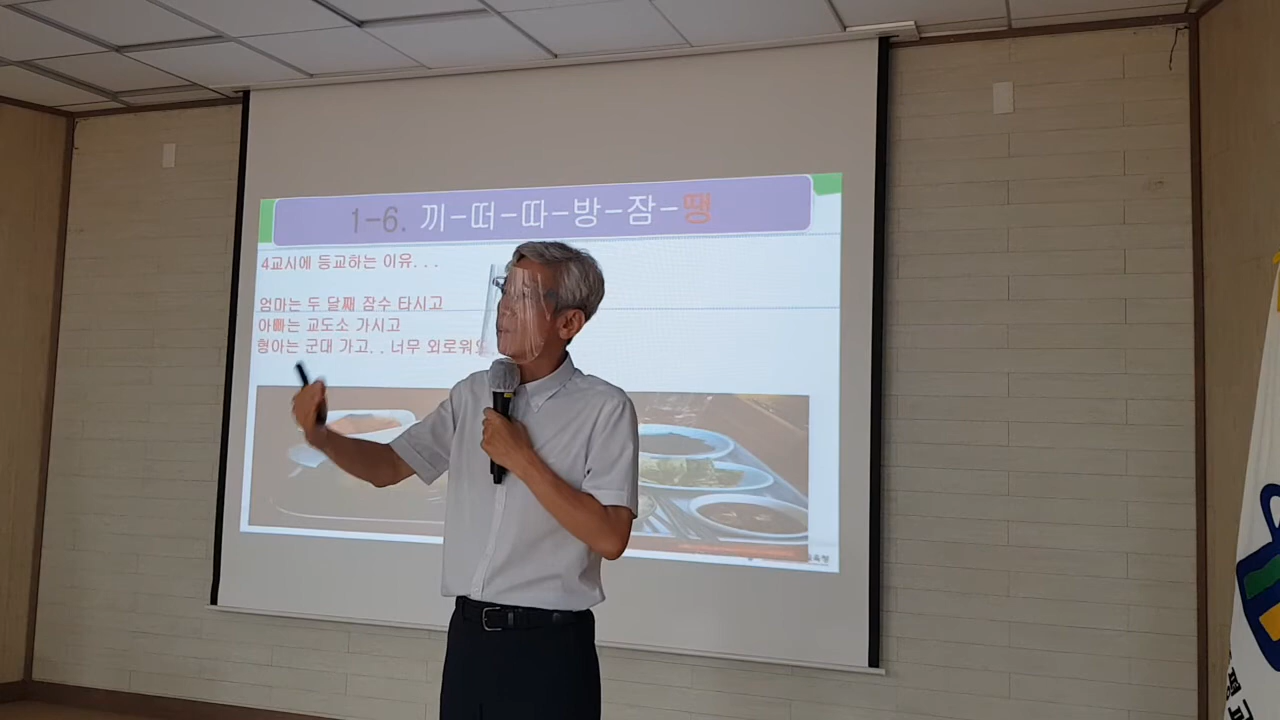 1-6. 끼-떠-따-방-잠-땡
4교시에 등교하는 이유. . .
엄마는 두 달째 잠수 타시고
아빠는 교도소 가시고
형아는 군대 가고. . 너무 외로워